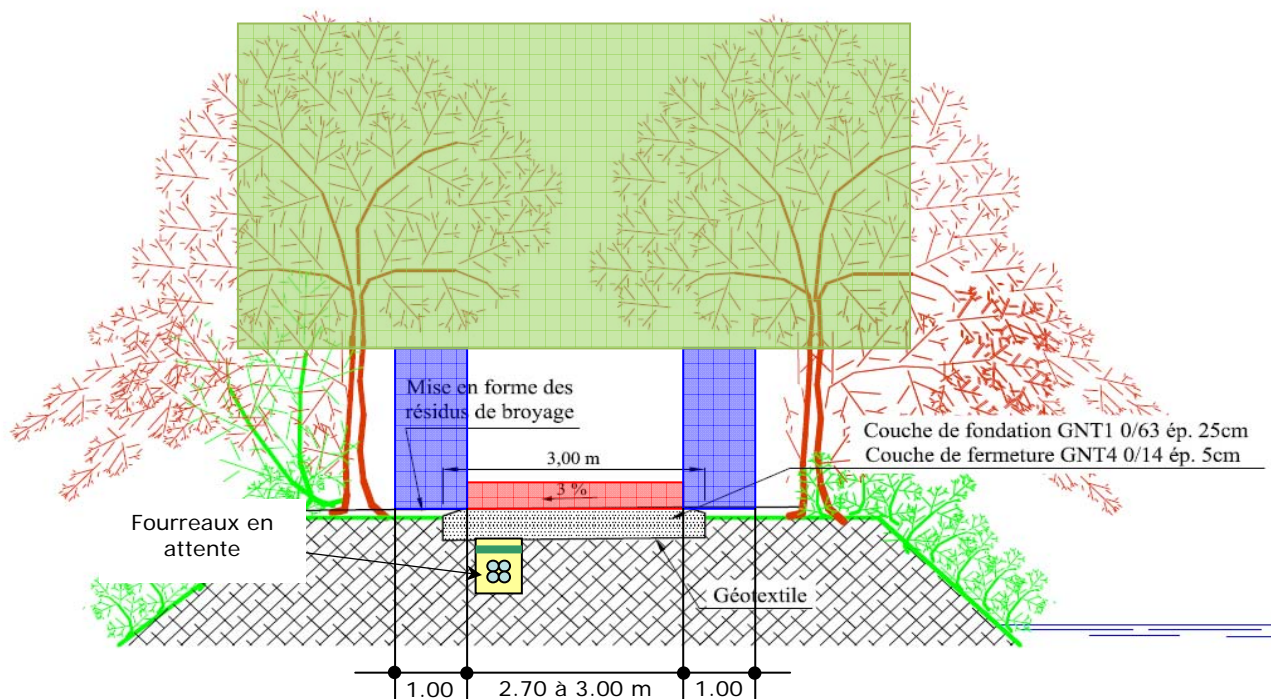 Mise en forme des
résidus de broyage
Couche de fondation GNT1 0/63 ép. 25cm
Couche de fermeture GNT4 0/14 ép. 5cm
3,00 m
3 %
Fourreaux en
attente
Géotextile
1.00
2.70 à 3.00 m
1.00